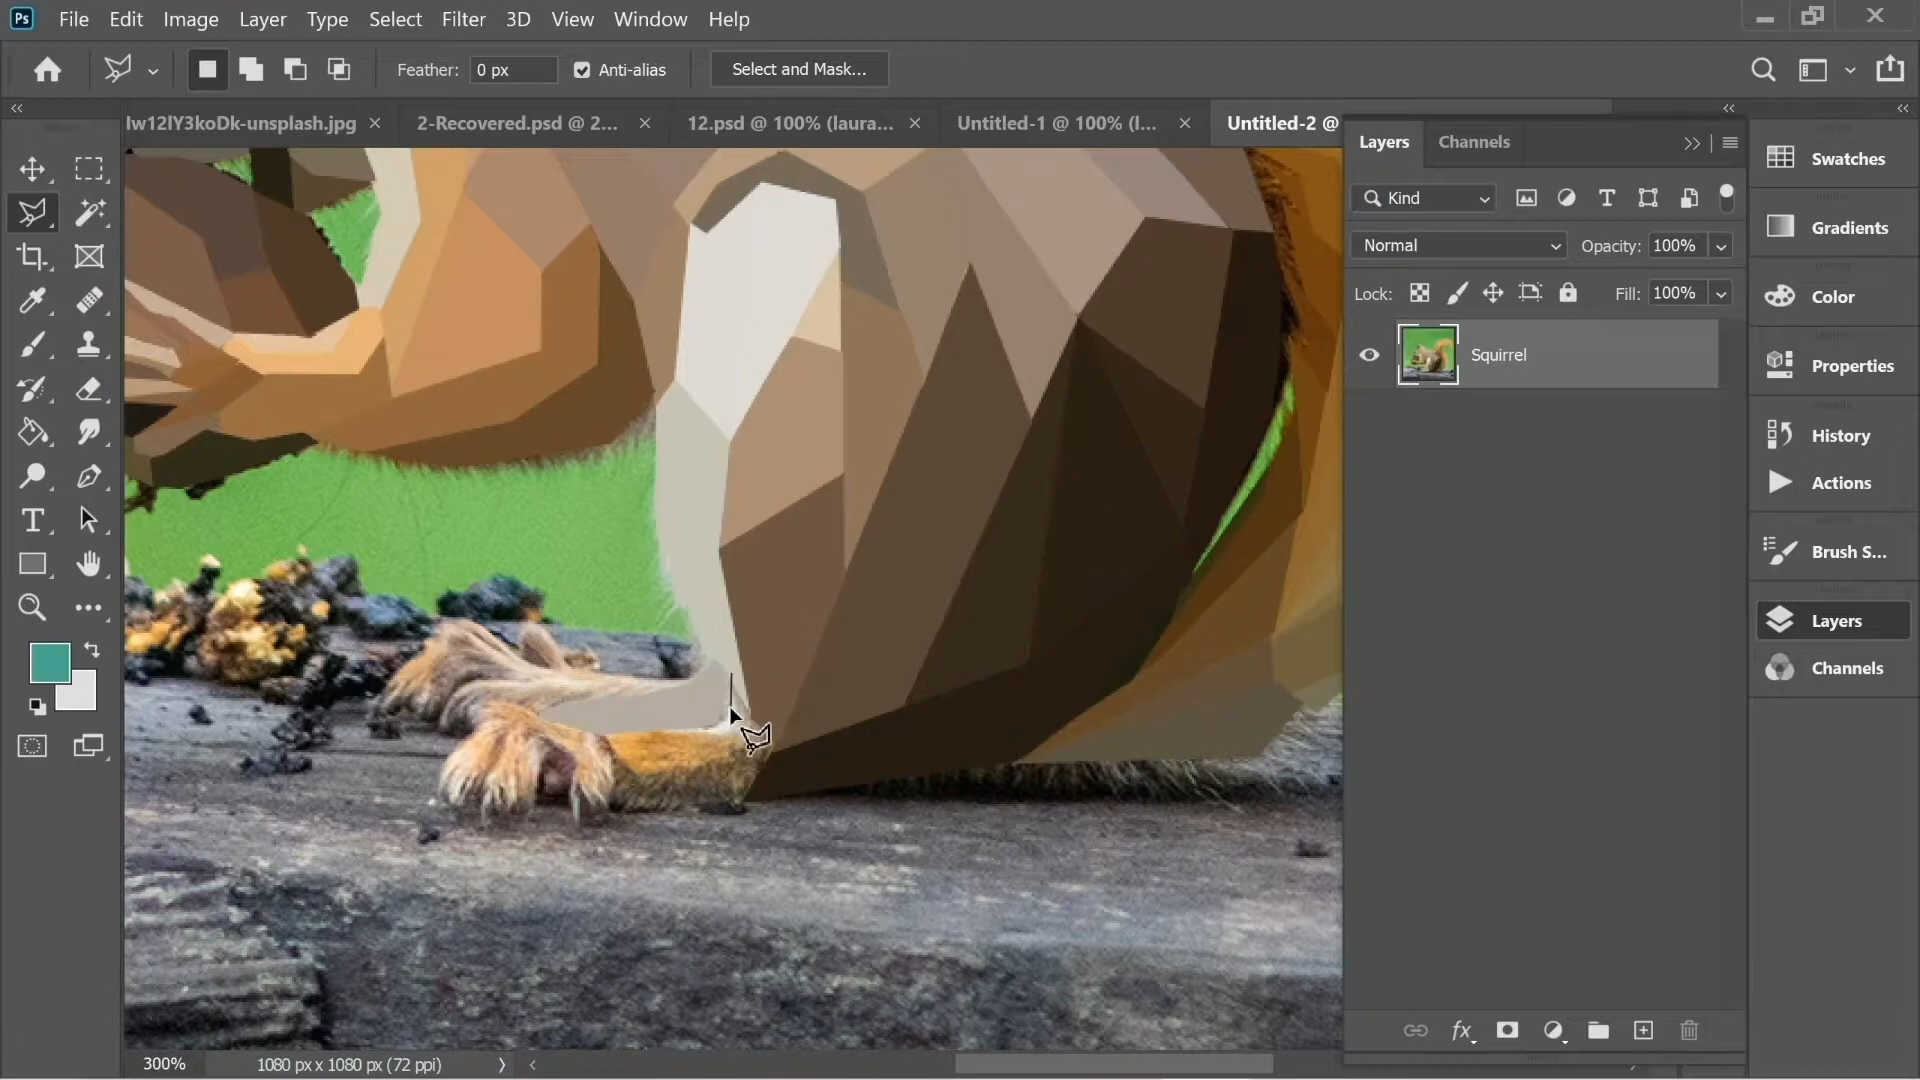 Ps File Edit Image Layer Type Select Filter 3D View Window Help
Feather: 0 px Anti-alias Select and Mask...
Iw12lY3koDk-unsplash.jpg × 2-Recovered.psd @ 2... × 12.psd @ 100% (laura... × Untitled-1 @ 100% (l... × Untitled-2 @
Layers Channels
Kind
Normal Opacity: 100%
Lock: Fill: 100%
Squirrel
fx
Swatches
Gradients
Color
Properties
History
Actions
Brush S...
Layers
Channels
300% 1080 px x 1080 px (72 ppi)